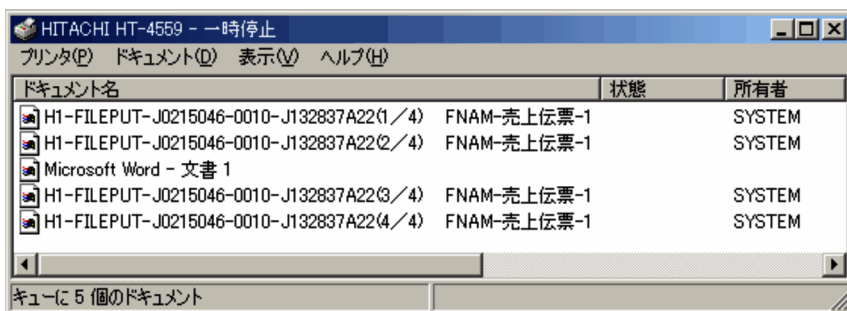 HITACHI HT-4559 - 一時停止
プリンタ(P) ドキュメント(D) 表示(V) ヘルプ(H)
ドキュメント名 状態 所有者
H1-FILEPUT-J0215046-0010-J132837A22(1／4) FNAM-売上伝票-1 SYSTEM
H1-FILEPUT-J0215046-0010-J132837A22(2／4) FNAM-売上伝票-1 SYSTEM
Microsoft Word - 文書 1
H1-FILEPUT-J0215046-0010-J132837A22(3／4) FNAM-売上伝票-1 SYSTEM
H1-FILEPUT-J0215046-0010-J132837A22(4／4) FNAM-売上伝票-1 SYSTEM
キューに 5 個のドキュメント